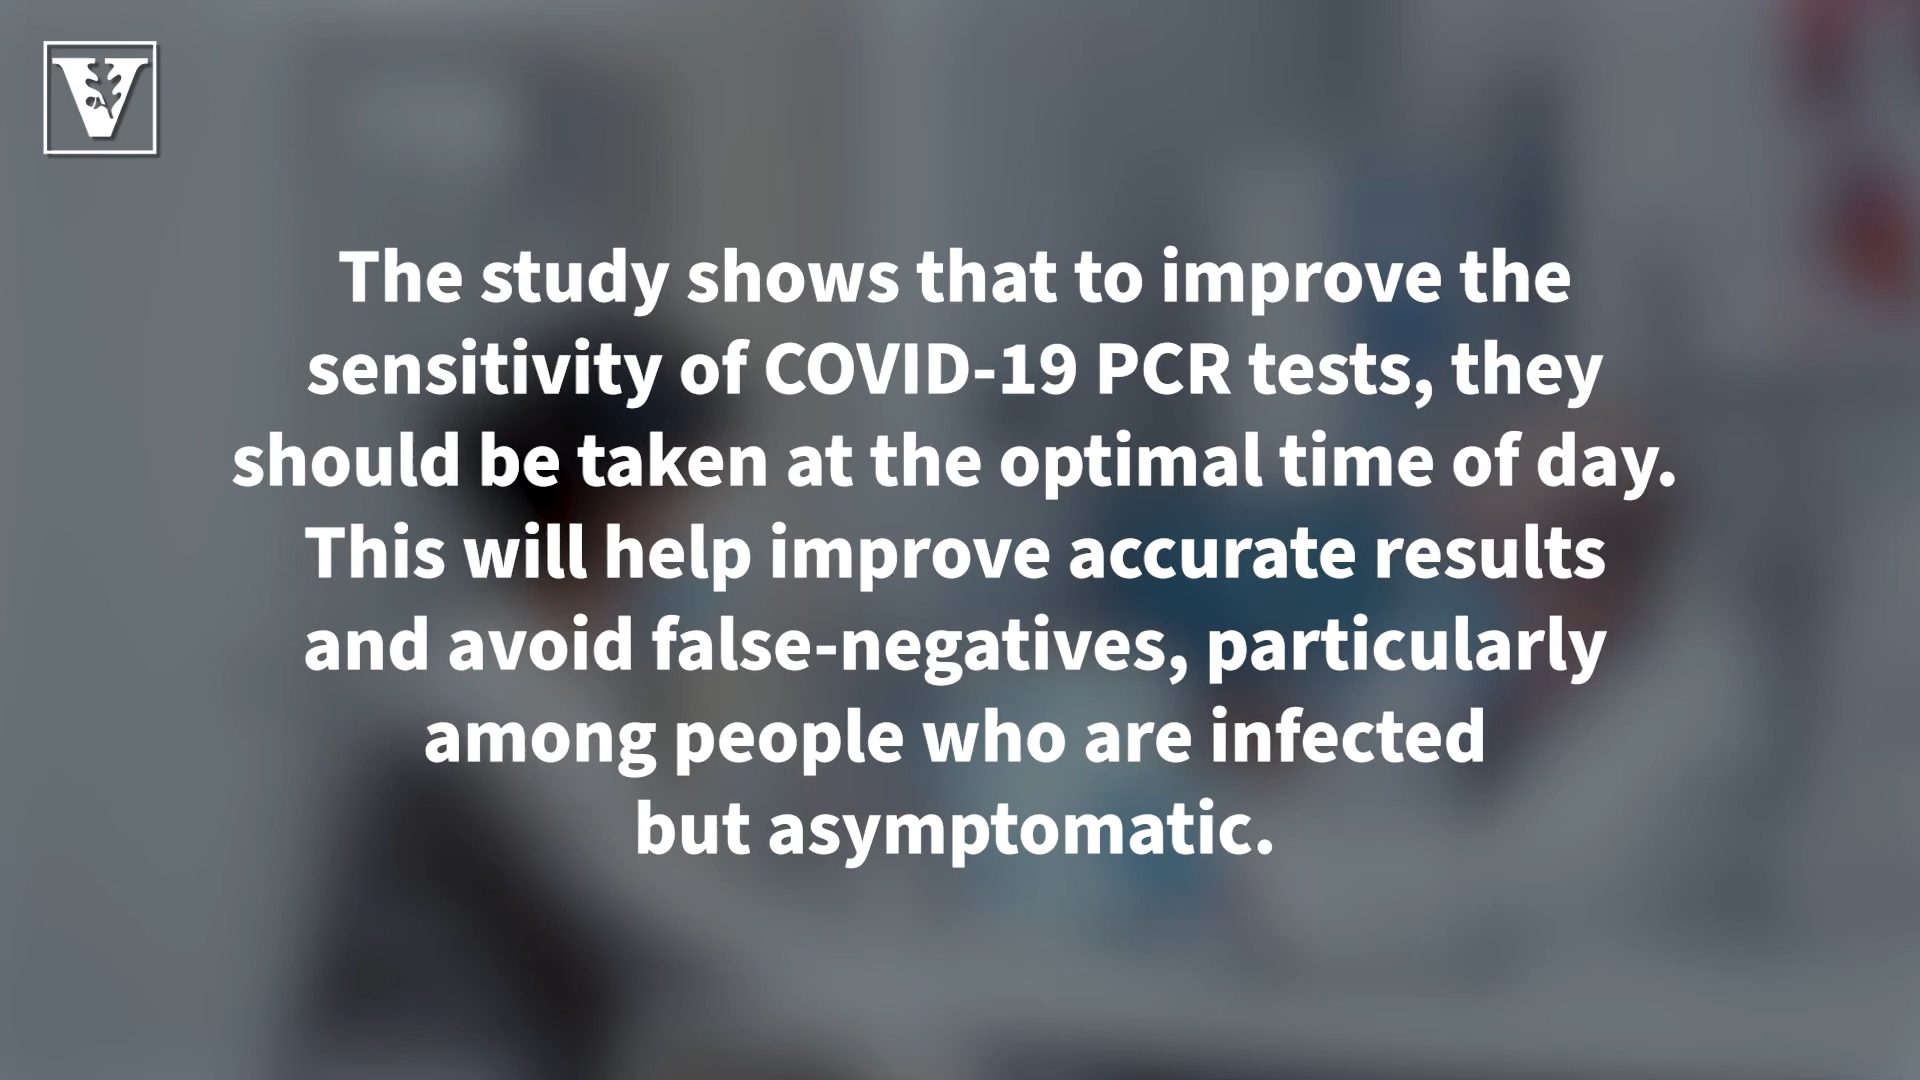 V
The study shows that to improve the
sensitivity of COVID-19 PCR tests, they
should be taken at the optimal time of day.
This will help improve accurate results
and avoid false-negatives, particularly
among people who are infected
but asymptomatic.